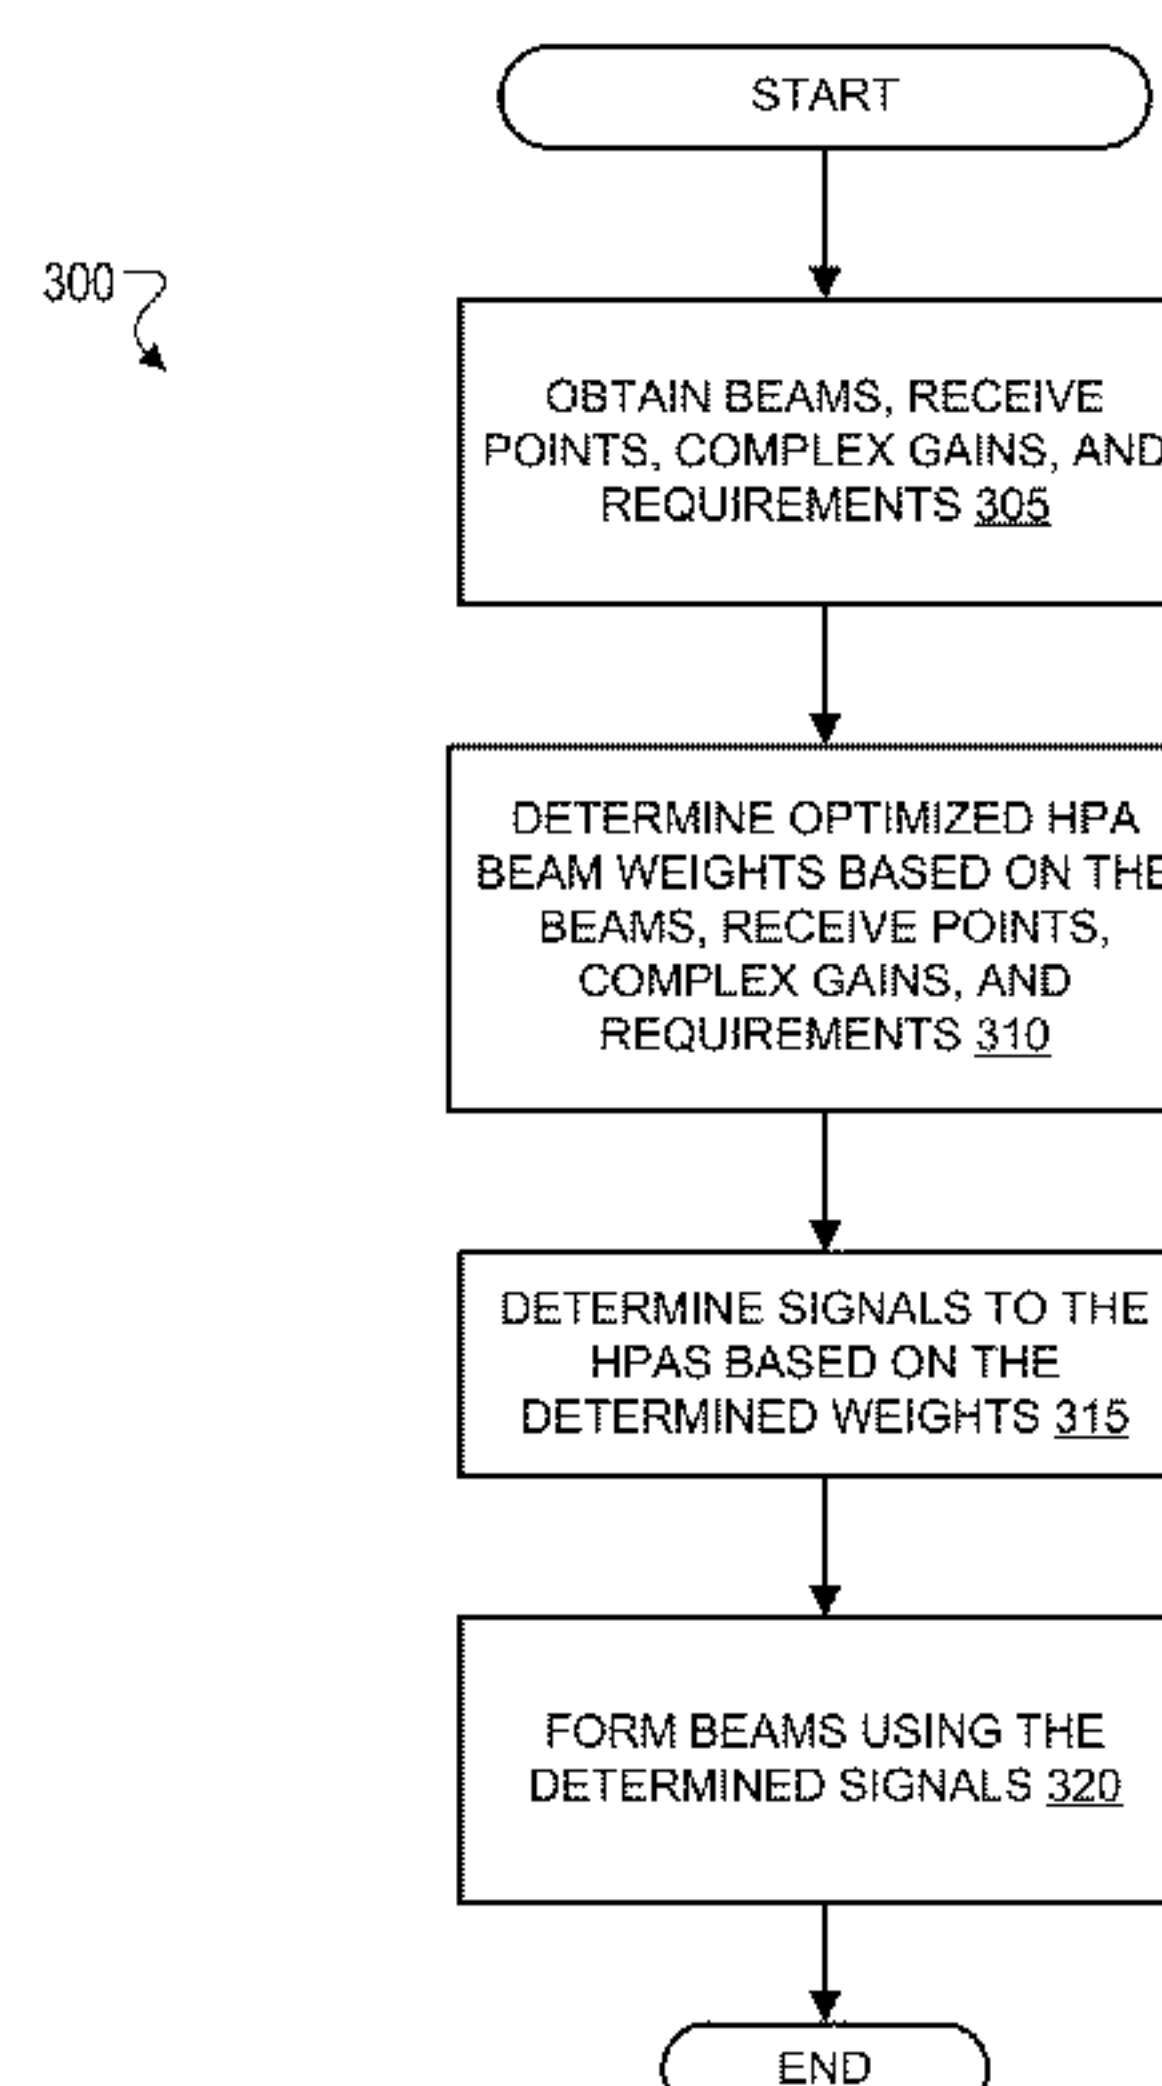 START
300
OBTAIN BEAMS, RECEIVE
POINTS, COMPLEX GAINS, AND
REQUIREMENTS 305
DETERMINE OPTIMIZED HPA
BEAM WEIGHTS BASED ON THE
BEAMS, RECEIVE POINTS,
COMPLEX GAINS, AND
REQUIREMENTS 310
DETERMINE SIGNALS TO THE
HPAS BASED ON THE
DETERMINED WEIGHTS 315
FORM BEAMS USING THE
DETERMINED SIGNALS 320
END